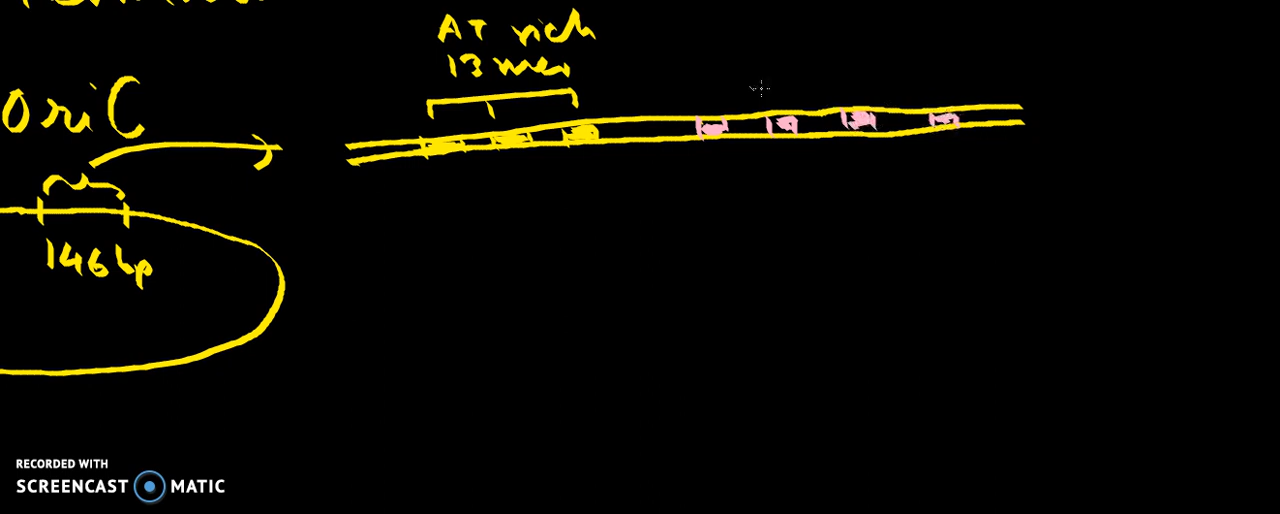 AT rich
13 mer
OriC
146 bp
RECORDED WITH
SCREENCAST MATIC